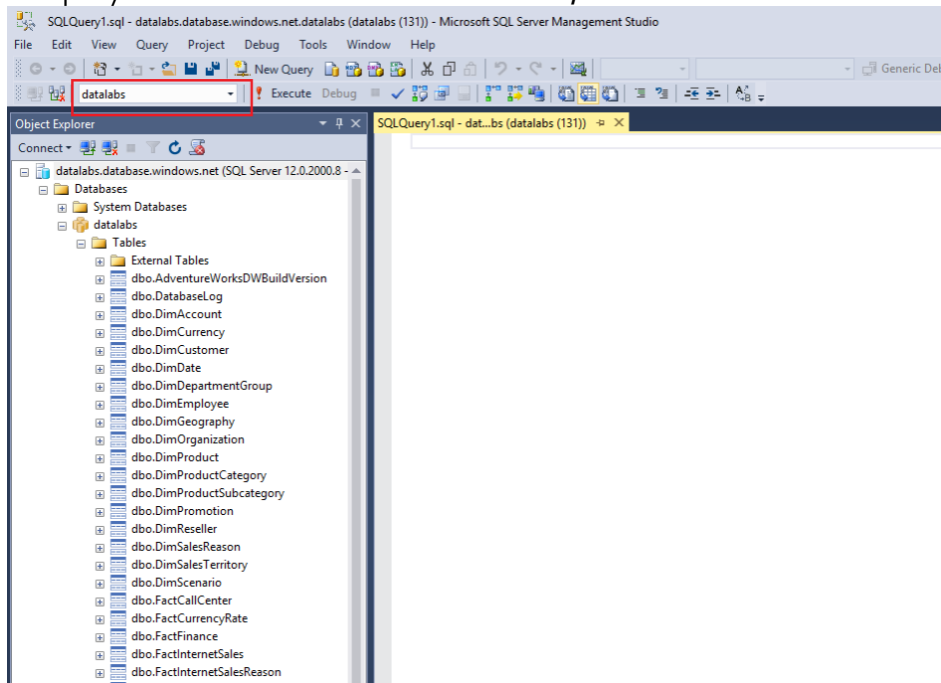 SQLQuery1.sql - datalabs.database.windows.net.datalabs (datalabs (131)) - Microsoft SQL Server Management Studio
File Edit View Query Project Debug Tools Window Help
New Query Generic Del
datalabs Execute Debug
Object Explorer
SQLQuery1.sql - dat...bs (datalabs (131))
Connect
datalabs.database.windows.net (SQL Server 12.0.2000.8 -
Databases
System Databases
datalabs
Tables
External Tables
dbo.AdventureWorksDWBuildVersion
dbo.DatabaseLog
dbo.DimAccount
dbo.DimCurrency
dbo.DimCustomer
dbo.DimDate
dbo.DimDepartmentGroup
dbo.DimEmployee
dbo.DimGeography
dbo.DimOrganization
dbo.DimProduct
dbo.DimProductCategory
dbo.DimProductSubcategory
dbo.DimPromotion
dbo.DimReseller
dbo.DimSalesReason
dbo.DimSalesTerritory
dbo.DimScenario
dbo.FactCallCenter
dbo.FactCurrencyRate
dbo.FactFinance
dbo.FactInternetSales
dbo.FactInternetSalesReason